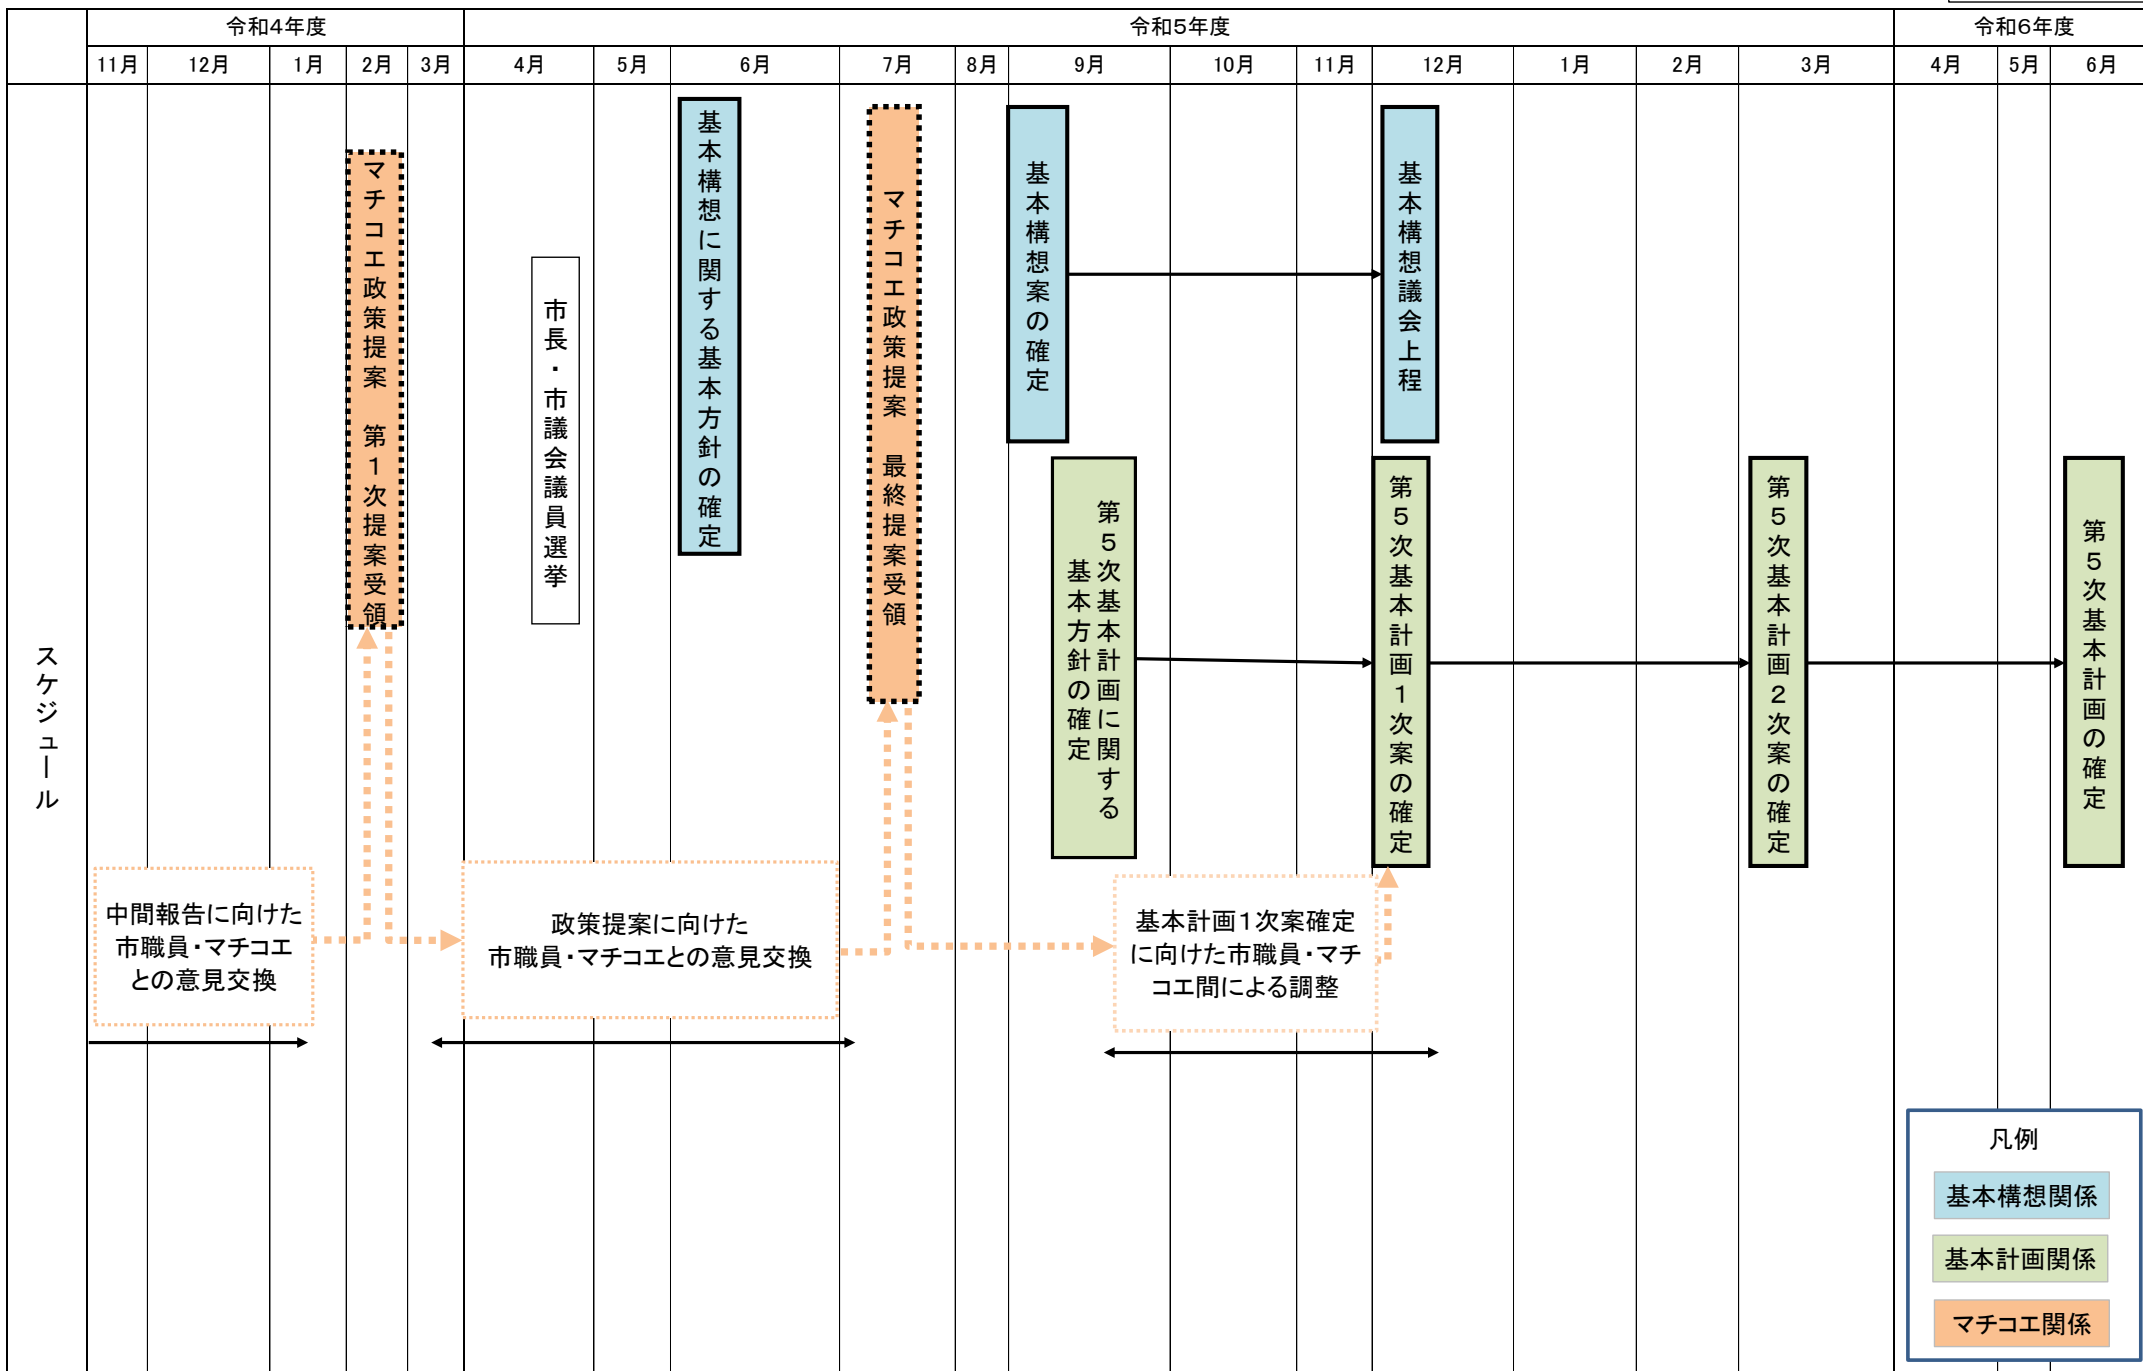 令和4年度
令和5年度
令和6年度
11月
12月
1月
2月
3月
4月
5月
6月
7月
8月
9月
10月
11月
12月
1月
2月
3月
4月
5月
6月
スケジュール
マチコエ政策提案　第1次提案受領
市長・市議会議員選挙
基本構想に関する基本方針の確定
マチコエ政策提案　最終提案受領
基本構想案の確定
基本構想議会上程
第5次基本計画に関する
基本方針の確定
第5次基本計画1次案の確定
第5次基本計画2次案の確定
第5次基本計画の確定
中間報告に向けた
市職員・マチコエ
との意見交換
政策提案に向けた
市職員・マチコエとの意見交換
基本計画1次案確定
に向けた市職員・マチ
コエ間による調整
凡例
基本構想関係
基本計画関係
マチコエ関係